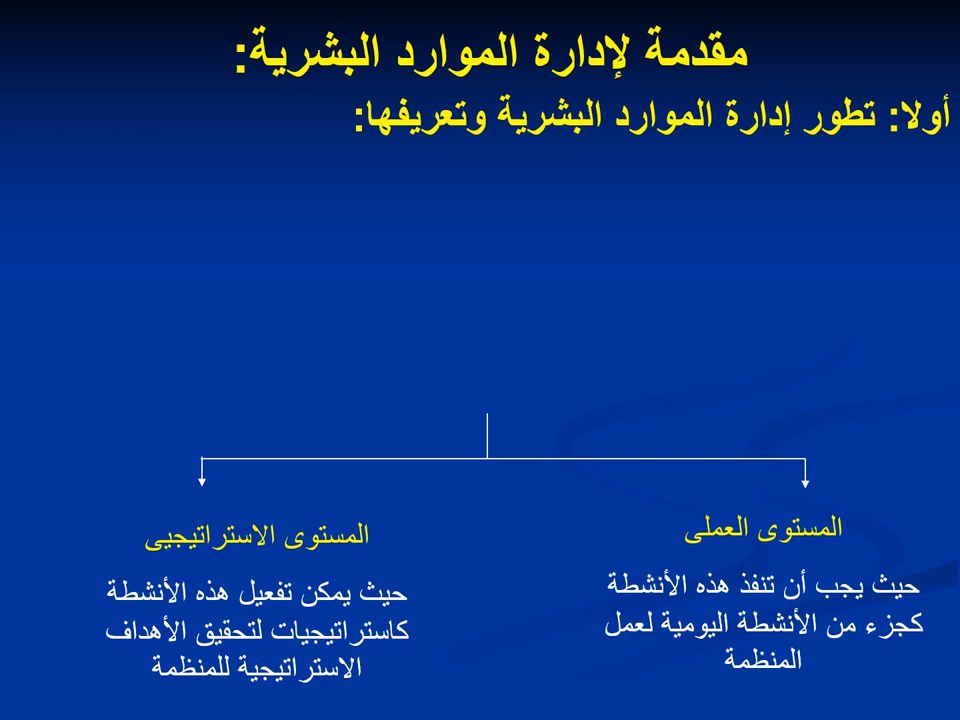 مقدمة لإدارة الموارد البشرية:
أولا: تطور إدارة الموارد البشرية وتعريفها:
المستوى العملى
حيث يجب أن تنفذ هذه الأنشطة
كجزء من الأنشطة اليومية لعمل
المنظمة
المستوى الاستراتيجيى
حيث يمكن تفعيل هذه الأنشطة
كاستراتيجيات لتحقيق الأهداف
الاستراتيجية للمنظمة